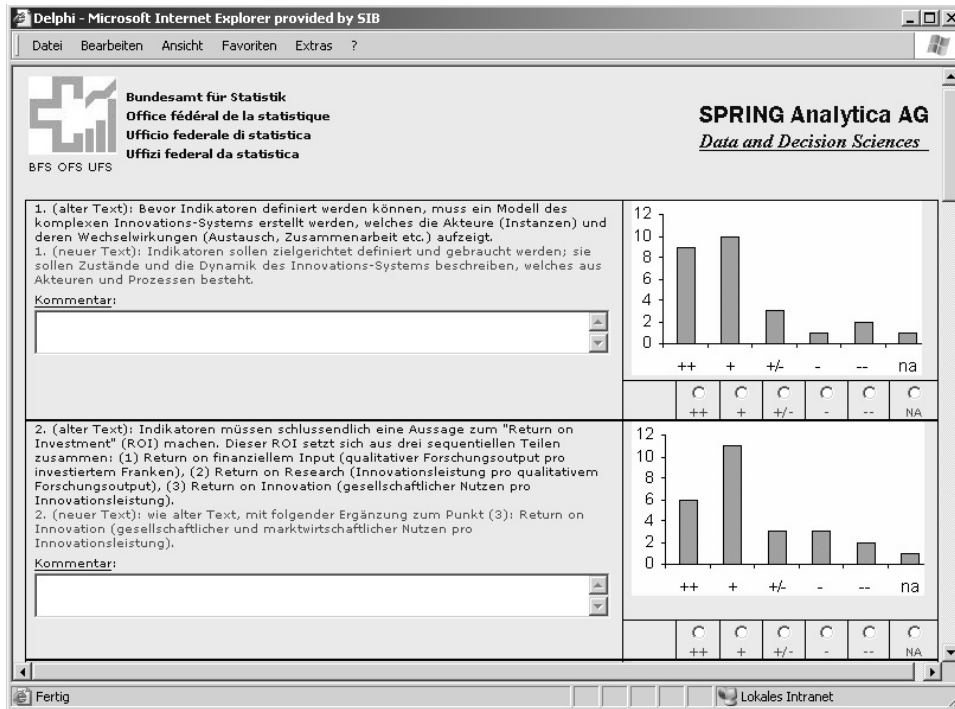 Delphi - Microsoft Internet Explorer provided by SIB
Datei Bearbeiten Ansicht Favoriten Extras ?
Bundesamt für Statistik
Office fédéral de la statistique
Ufficio federale di statistica
Uffizi federal da statistica
BFS OFS UFS
SPRING Analytica AG
Data and Decision Sciences
1. (alter Text): Bevor Indikatoren definiert werden können, muss ein Modell des
komplexen Innovations-Systems erstellt werden, welches die Akteure (Instanzen) und
deren Wechselwirkungen (Austausch, Zusammenarbeit etc.) aufzeigt.
1. (neuer Text): Indikatoren sollen zielgerichtet definiert und gebraucht werden; sie
sollen Zustände und die Dynamik des Innovations-Systems beschreiben, welches aus
Akteuren und Prozessen besteht.
Kommentar:
12
10
8
6
4
2
0
++ + +/- - -- na
++ + +/- - -- NA
2. (alter Text): Indikatoren müssen schlussendlich eine Aussage zum "Return on
Investment" (ROI) machen. Dieser ROI setzt sich aus drei sequentiellen Teilen
zusammen: (1) Return on finanziellem Input (qualitativer Forschungsoutput pro
investiertem Franken), (2) Return on Research (Innovationsleistung pro qualitativem
Forschungsoutput), (3) Return on Innovation (gesellschaftlicher Nutzen pro
Innovationsleistung).
2. (neuer Text): wie alter Text, mit folgender Ergänzung zum Punkt (3): Return on
Innovation (gesellschaftlicher und marktwirtschaftlicher Nutzen pro
Innovationsleistung).
Kommentar:
12
10
8
6
4
2
0
++ + +/- - -- na
++ + +/- - -- NA
Fertig
Lokales Intranet